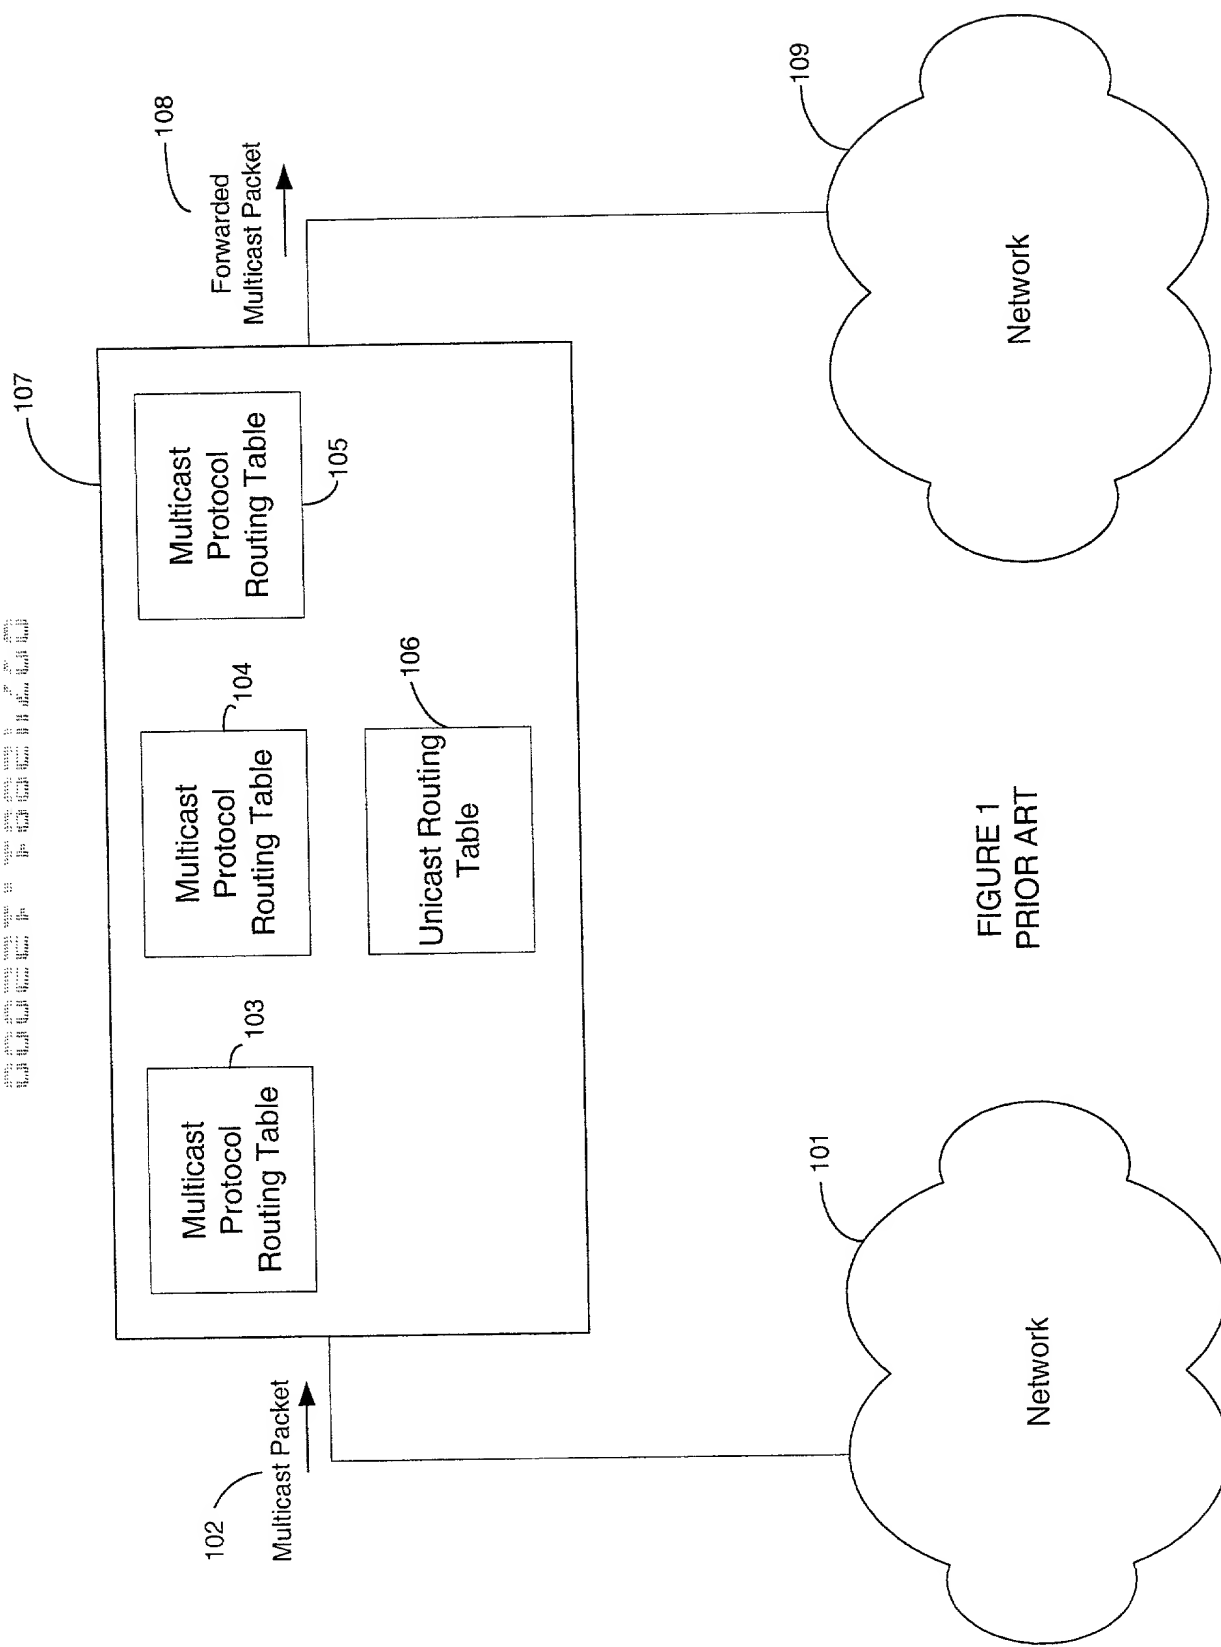 107
102
Multicast Packet
108
Forwarded
Multicast Packet
Multicast
Protocol
Routing Table
103
Multicast
Protocol
Routing Table
104
Multicast
Protocol
Routing Table
105
Unicast Routing
Table
106
101
Network
109
Network
FIGURE 1
PRIOR ART